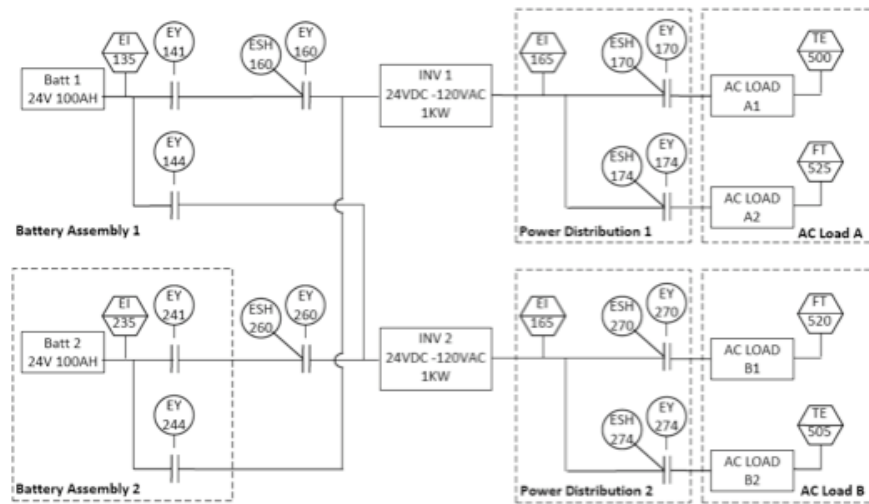 EI
135
EY
141
ESH
160
EY
160
Batt 1
24V 100AH
EY
144
INV 1
24VDC -120VAC
1KW
EI
165
ESH
170
EY
170
ESH
174
EY
174
TE
500
AC LOAD
A1
FT
525
AC LOAD
A2
Battery Assembly 1
Power Distribution 1
AC Load A
EI
235
EY
241
ESH
260
EY
260
Batt 2
24V 100AH
EY
244
INV 2
24VDC -120VAC
1KW
EI
165
ESH
270
EY
270
ESH
274
EY
274
FT
520
AC LOAD
B1
TE
505
AC LOAD
B2
Battery Assembly 2
Power Distribution 2
AC Load B